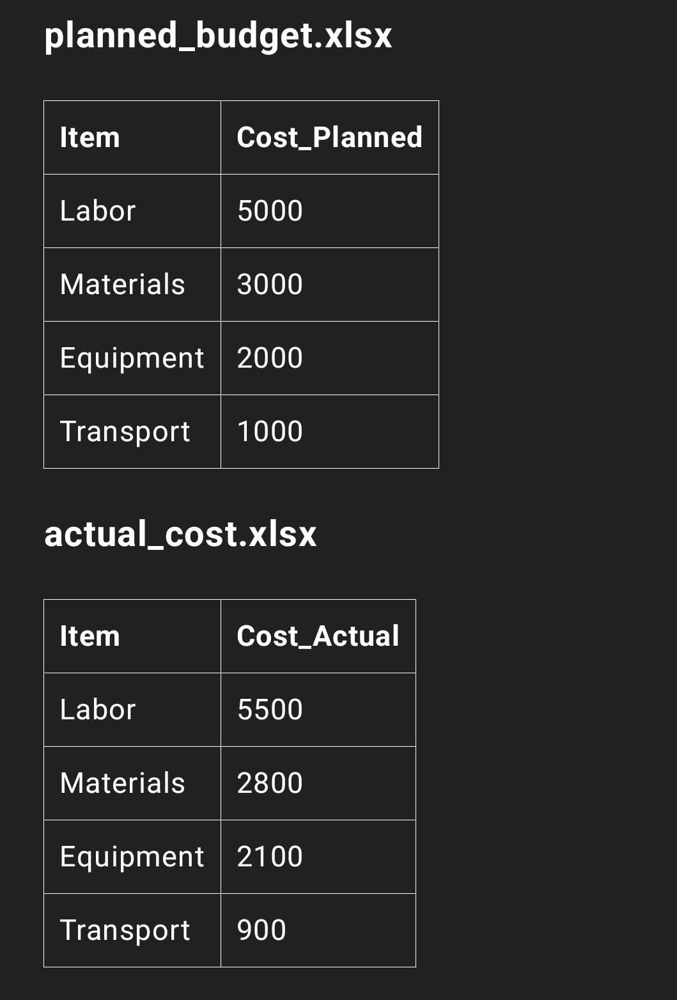 planned_budget.xlsx
Item Cost_Planned
Labor 5000
Materials 3000
Equipment 2000
Transport 1000
actual_cost.xlsx
Item Cost_Actual
Labor 5500
Materials 2800
Equipment 2100
Transport 900